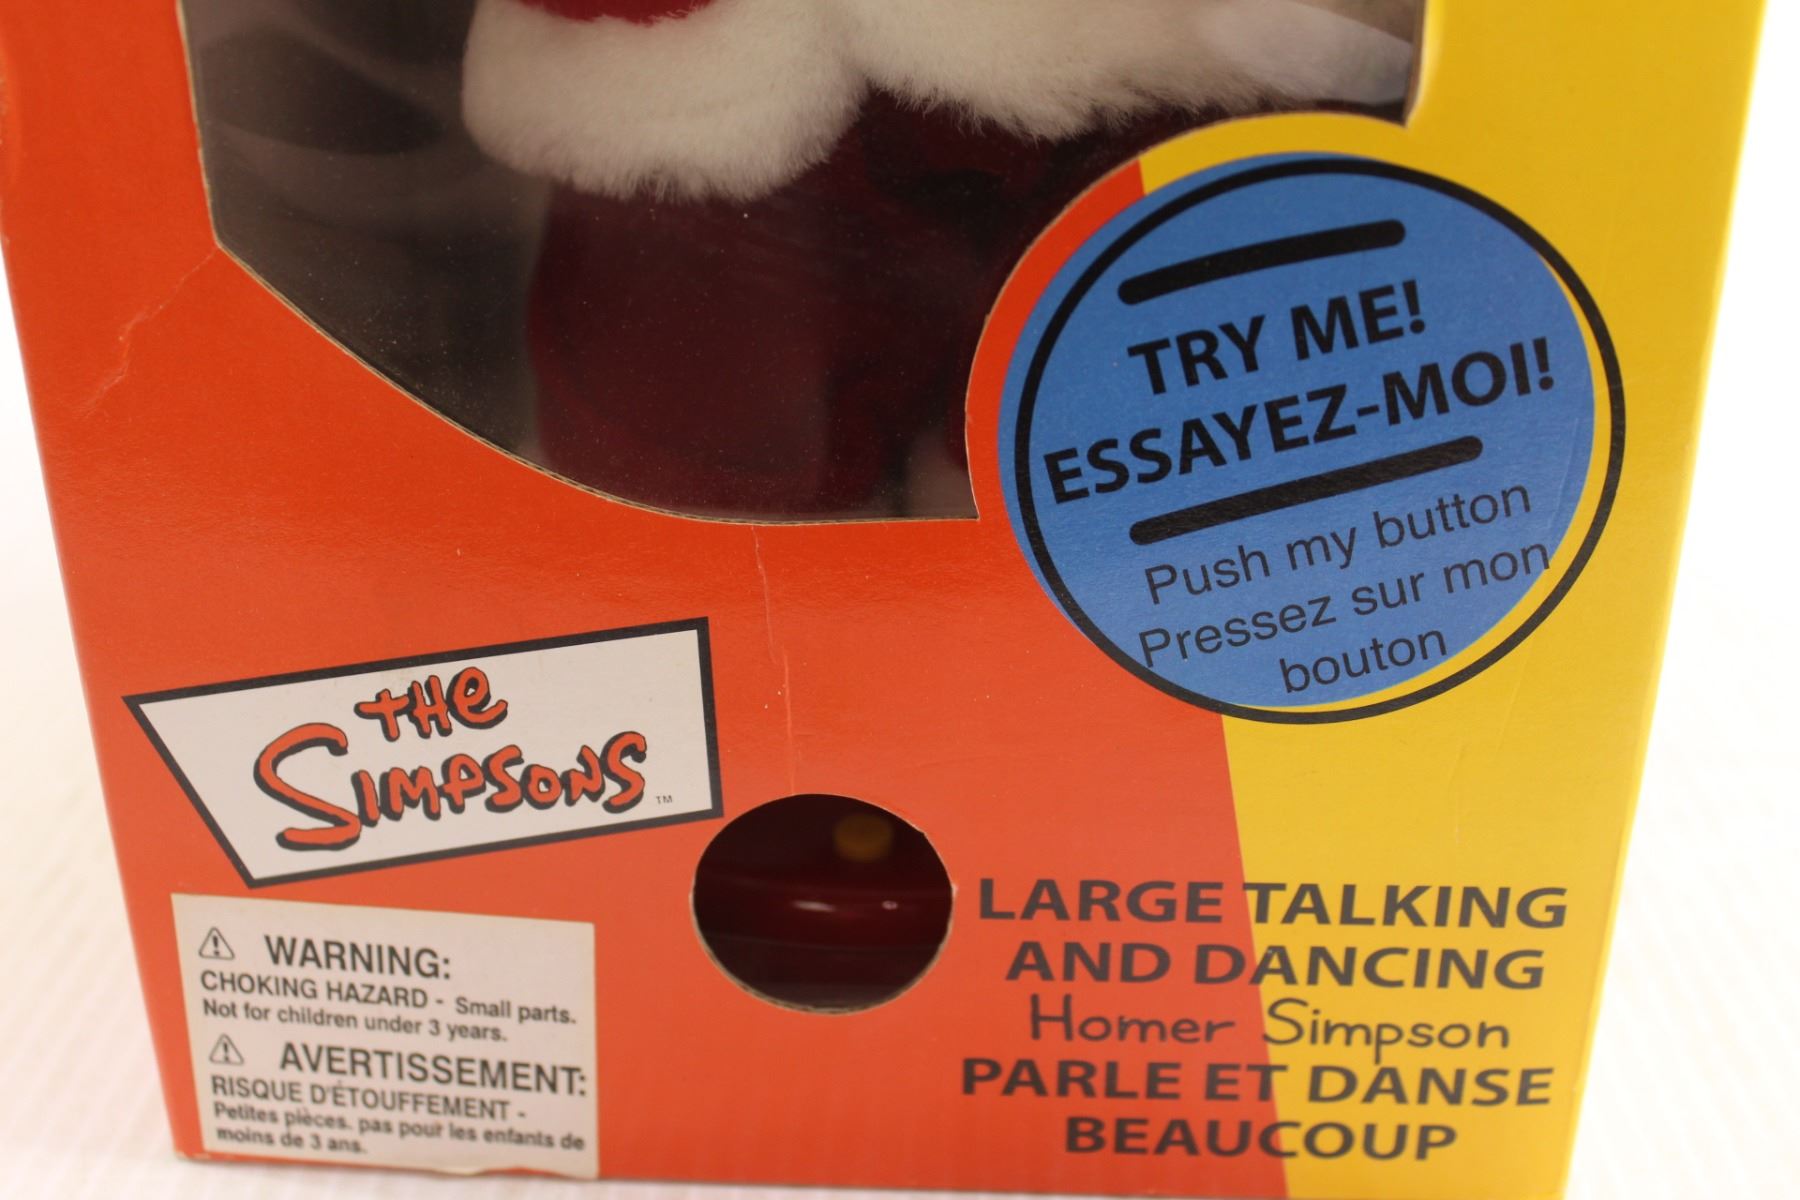 TRY ME!
ESSAYEZ-MOI!
Push my button
Pressez sur mon
bouton
THE
SIMPSONS
TM
WARNING:
CHOKING HAZARD - Small parts.
Not for children under 3 years.
AVERTISSEMENT:
RISQUE D'ÉTOUFFEMENT -
Petites pièces. pas pour les enfants de
moins de 3 ans.
LARGE TALKING
AND DANCING
Homer Simpson
PARLE ET DANSE
BEAUCOUP